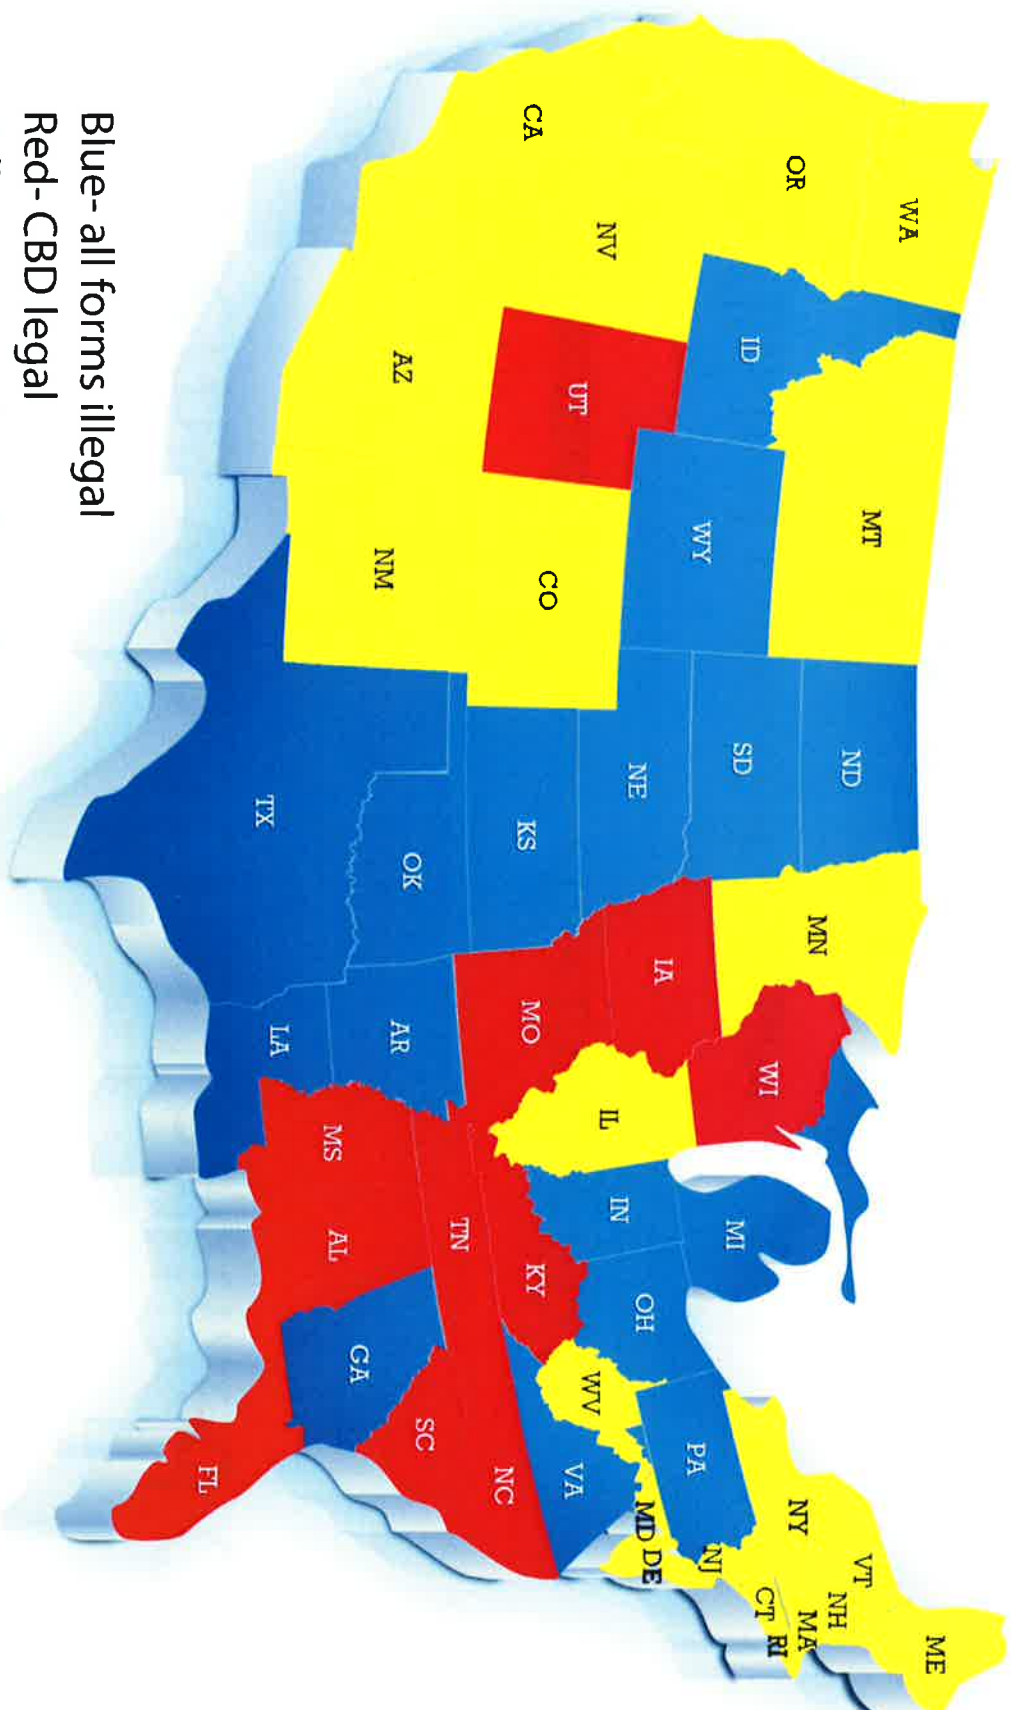 WA
MT
ND
OR
ID
WY
SD
MN
WI
MI
ME
VT
NH
NY
MA
CT
RI
NV
UT
NE
IA
IL
IN
OH
PA
NJ
CA
CO
KS
MO
KY
WV
MD
DE
VA
AZ
NM
OK
AR
TN
NC
SC
TX
LA
MS
AL
GA
FL
Blue- all forms illegal
Red- CBD legal